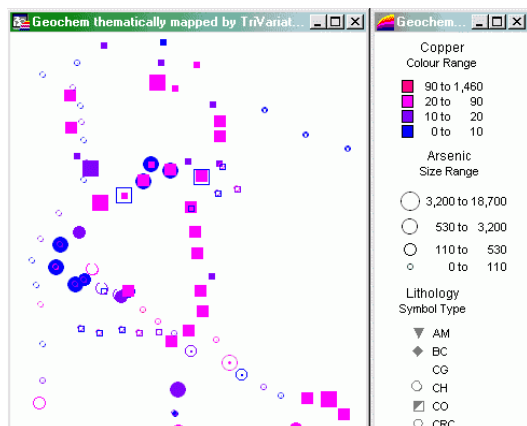 Geochem thematically mapped by TriVariat...
Geochem...
Copper
Colour Range
90 to 1,460
20 to 90
10 to 20
0 to 10
Arsenic
Size Range
3,200 to 18,700
530 to 3,200
110 to 530
0 to 110
Lithology
Symbol Type
AM
BC
CG
CH
CO
CRC